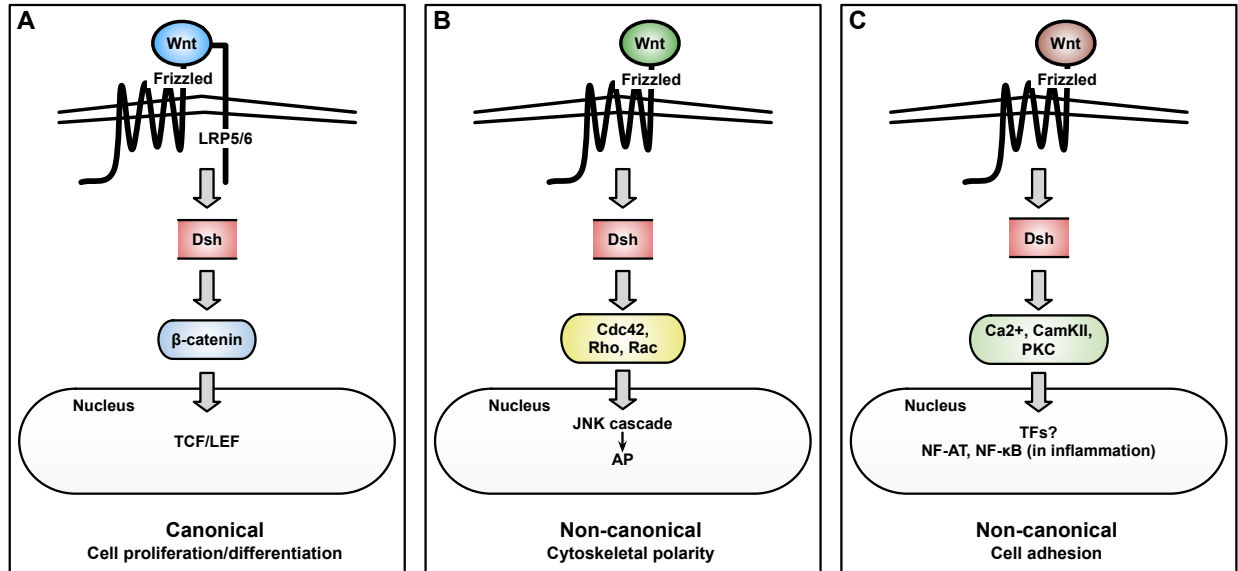 A
Wnt
Frizzled
LRP5/6
Dsh
β-catenin
Nucleus
TCF/LEF
Canonical
Cell proliferation/differentiation
B
Wnt
Frizzled
Dsh
Cdc42,
Rho, Rac
Nucleus
JNK cascade
AP
Non-canonical
Cytoskeletal polarity
C
Wnt
Frizzled
Dsh
Ca2+, CamKII,
PKC
Nucleus
TFs?
NF-AT, NF-κB (in inflammation)
Non-canonical
Cell adhesion